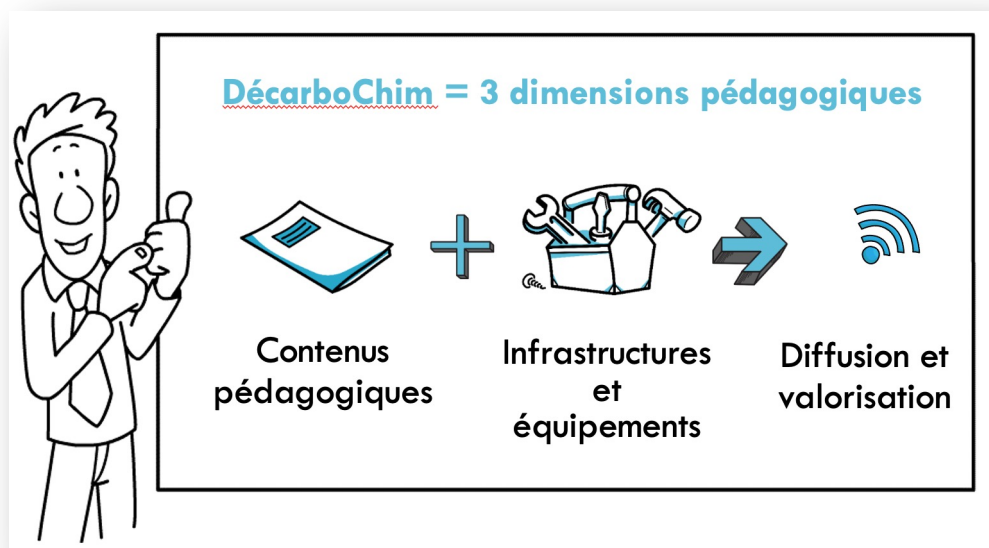 DécarboChim = 3 dimensions pédagogiques
Contenus
pédagogiques
Infrastructures
et
équipements
Diffusion et
valorisation